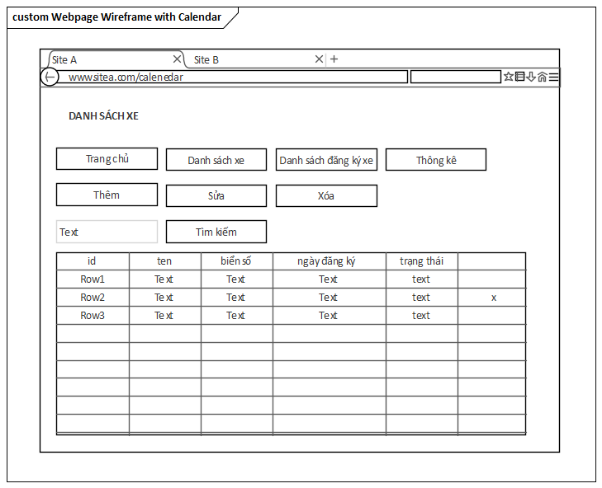 custom Webpage Wireframe with Calendar
Site A
Site B
www.sitea.com/calenedar
DANH SÁCH XE
Trang chủ Danh sách xe Danh sách đăng ký xe Thông kê
Thêm Sửa Xóa
Text Tìm kiếm
id ten biển số ngày đăng ký trạng thái
Row1 Text Text Text text
Row2 Text Text Text text x
Row3 Text Text Text text